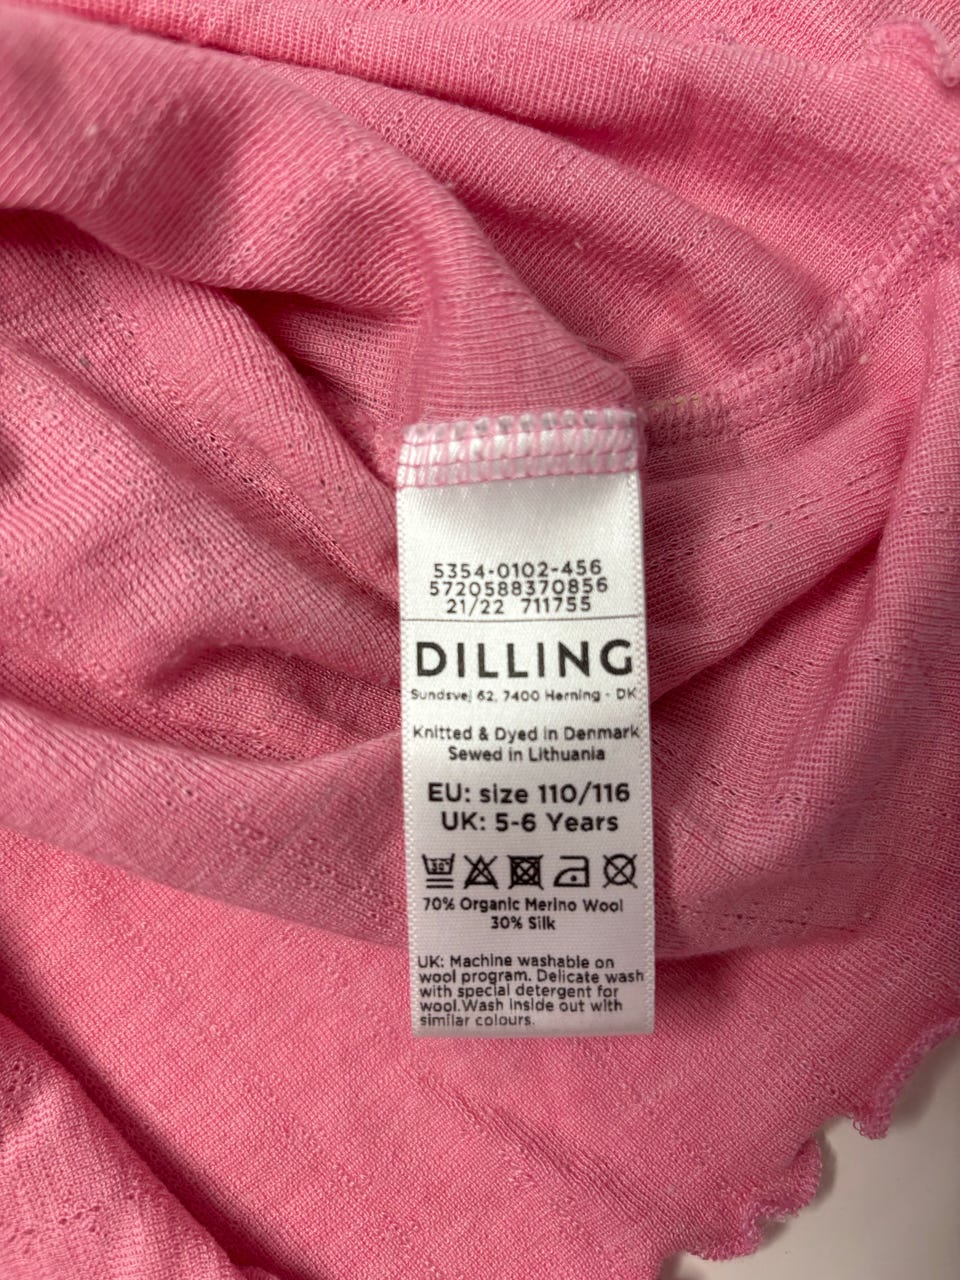 5354-0102-456
5720588370856
21/22 711755
DILLING
Sundsvej 62, 7400 Herning - DK
Knitted & Dyed in Denmark
Sewed in Lithuania
EU: size 110/116
UK: 5-6 Years
30°
70% Organic Merino Wool
30% Silk
UK: Machine washable on
wool program. Delicate wash
with special detergent for
wool.Wash inside out with
similar colours.